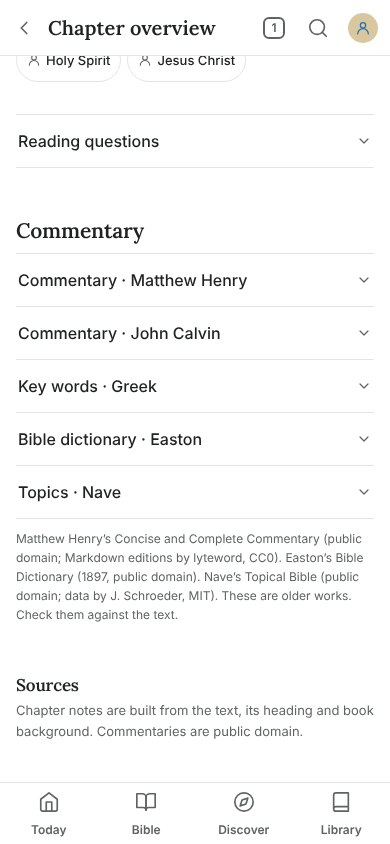 Chapter overview
1
Holy Spirit
Jesus Christ
Reading questions
Commentary
Commentary · Matthew Henry
Commentary · John Calvin
Key words · Greek
Bible dictionary · Easton
Topics · Nave
Matthew Henry’s Concise and Complete Commentary (public
domain; Markdown editions by lyteword, CC0). Easton’s Bible
Dictionary (1897, public domain). Nave’s Topical Bible (public
domain; data by J. Schroeder, MIT). These are older works.
Check them against the text.
Sources
Chapter notes are built from the text, its heading and book
background. Commentaries are public domain.
Today
Bible
Discover
Library